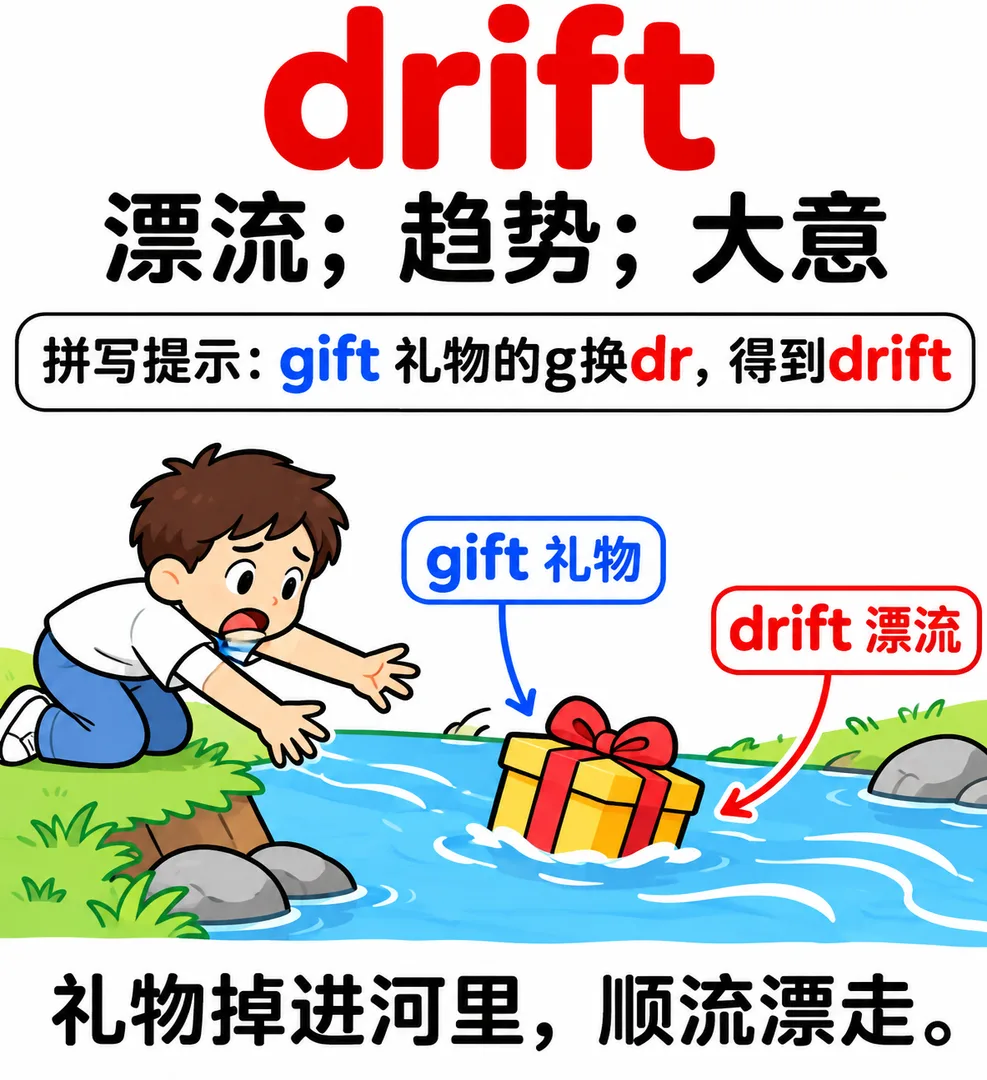 drift
漂流；趋势；大意
拼写提示：gift 礼物的g换dr，得到drift
gift 礼物
drift 漂流
礼物掉进河里，顺流漂走。